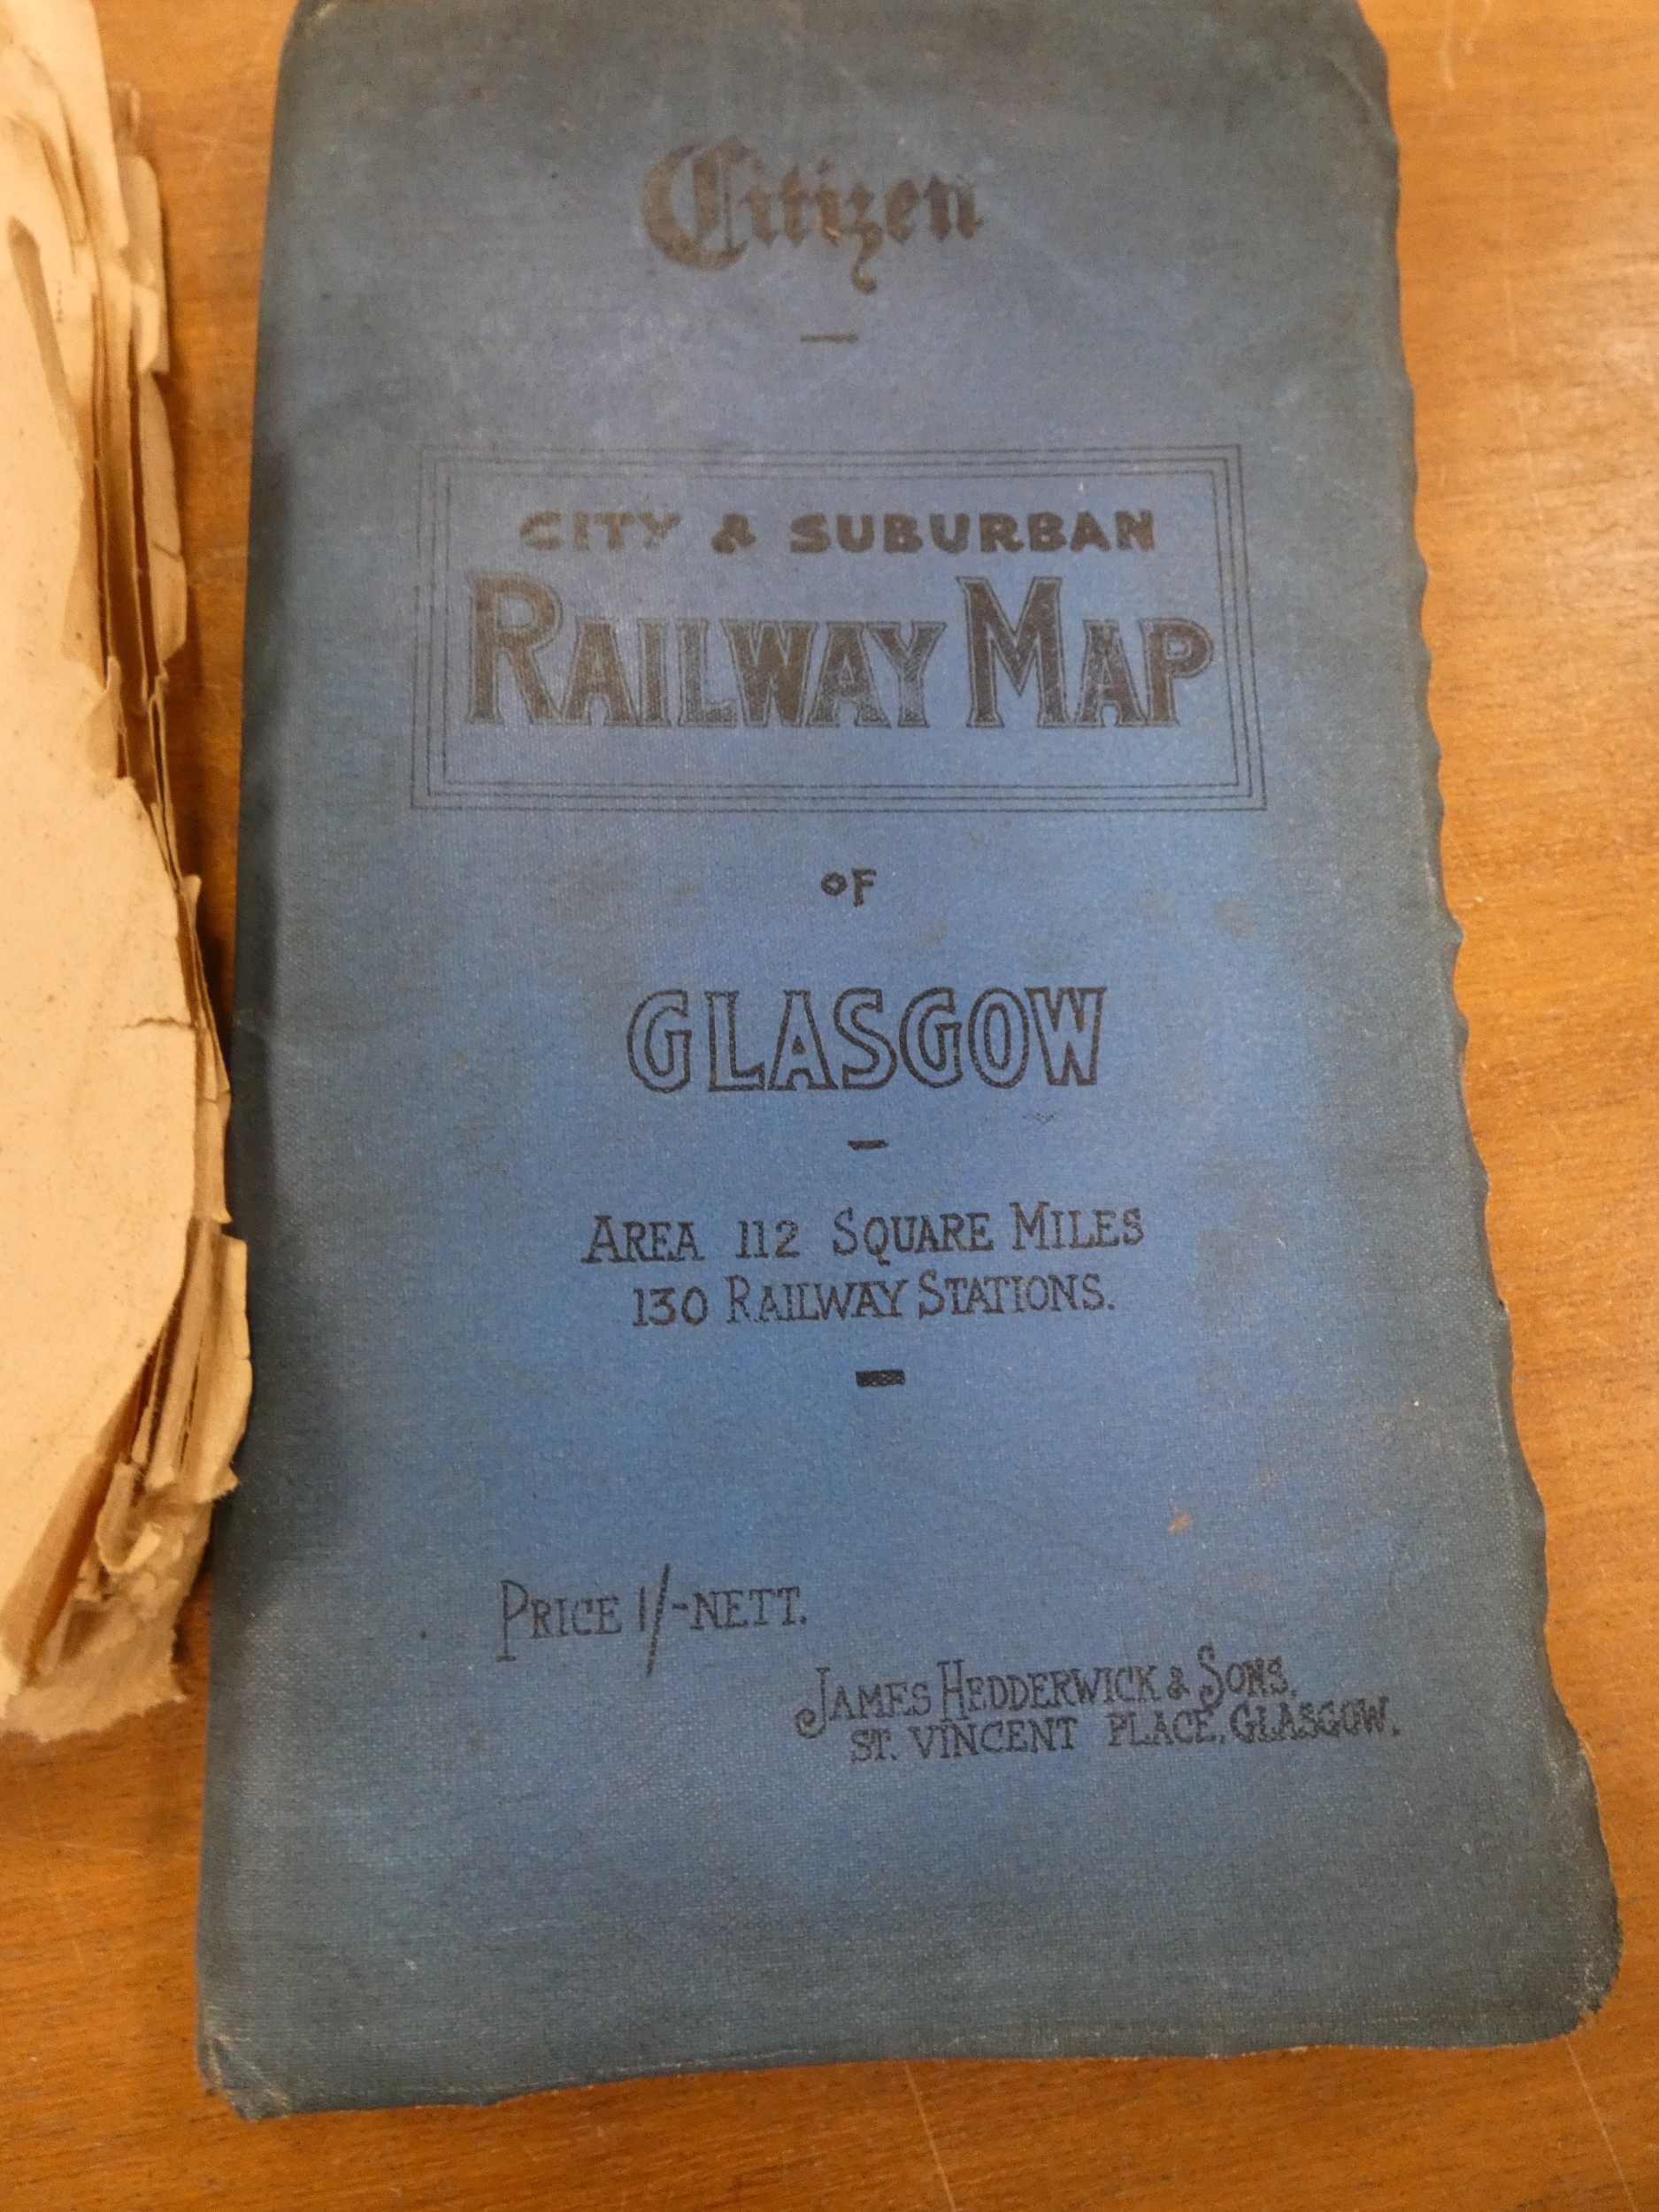 Citizen
CITY & SUBURBAN
RAILWAY MAP
OF
GLASGOW
AREA 112 SQUARE MILES
130 RAILWAY STATIONS.
PRICE 1/-NETT.
JAMES HEDDERWICK & SONS,
ST. VINCENT PLACE, GLASGOW.